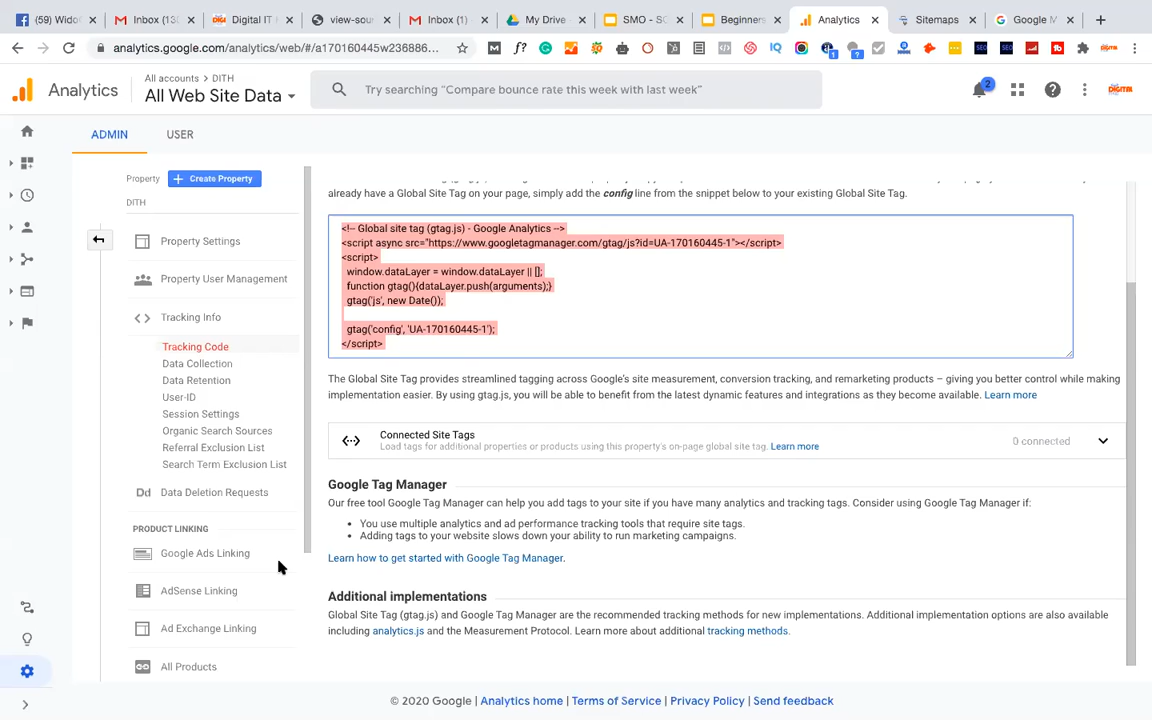 (59) Wido
Inbox (13(
Digital IT H
view-sou
Inbox (1)
My Drive
SMO - SO
Beginners
Analytics
Sitemaps
Google M
analytics.google.com/analytics/web/#/a170160445w236886...
Analytics
All accounts > DITH
All Web Site Data
Try searching "Compare bounce rate this week with last week"
2
ADMIN
USER
Property
+ Create Property
DITH
Property Settings
Property User Management
Tracking Info
Tracking Code
Data Collection
Data Retention
User-ID
Session Settings
Organic Search Sources
Referral Exclusion List
Search Term Exclusion List
Dd Data Deletion Requests
PRODUCT LINKING
Google Ads Linking
AdSense Linking
Ad Exchange Linking
All Products
already have a Global Site Tag on your page, simply add the config line from the snippet below to your existing Global Site Tag.
<!-- Global site tag (gtag.js) - Google Analytics -->
<script async src="https://www.googletagmanager.com/gtag/js?id=UA-170160445-1"></script>
<script>
window.dataLayer = window.dataLayer || [];
function gtag(){dataLayer.push(arguments);}
gtag('js', new Date());
gtag('config', 'UA-170160445-1');
</script>
The Global Site Tag provides streamlined tagging across Google's site measurement, conversion tracking, and remarketing products – giving you better control while making
implementation easier. By using gtag.js, you will be able to benefit from the latest dynamic features and integrations as they become available. Learn more
Connected Site Tags
Load tags for additional properties or products using this property's on-page global site tag. Learn more
0 connected
Google Tag Manager
Our free tool Google Tag Manager can help you add tags to your site if you have many analytics and tracking tags. Consider using Google Tag Manager if:
• You use multiple analytics and ad performance tracking tools that require site tags.
• Adding tags to your website slows down your ability to run marketing campaigns.
Learn how to get started with Google Tag Manager.
Additional implementations
Global Site Tag (gtag.js) and Google Tag Manager are the recommended tracking methods for new implementations. Additional implementation options are also available
including analytics.js and the Measurement Protocol. Learn more about additional tracking methods.
© 2020 Google | Analytics home | Terms of Service | Privacy Policy | Send feedback